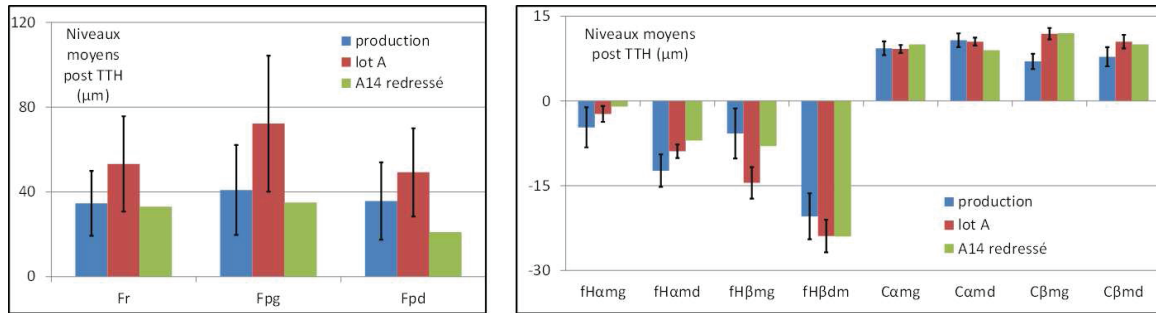 120
80
40
0
Niveaux
moyens
post TTH
(µm)
production
lot A
A14 redressé
Fr Fpg Fpd
15
0
-15
-30
Niveaux moyens
post TTH (µm)
production
lot A
A14 redressé
fHαmg fHαmd fHβmg fHβdm Cαmg Cαmd Cβmg Cβmd